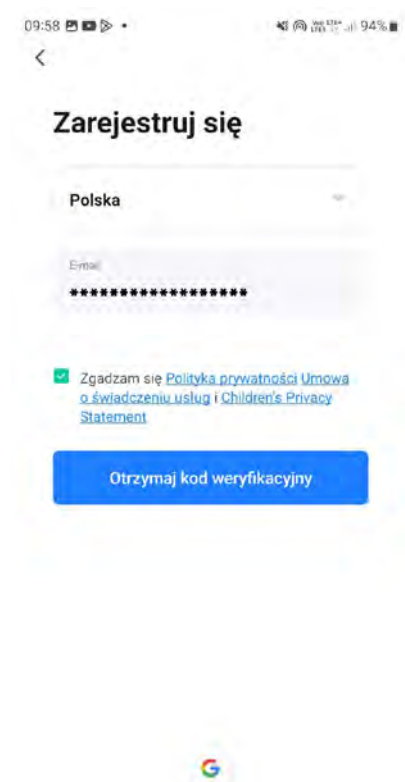 09:58 94%
Zarejestruj się
Polska
E-mail
******************
Zgadzam się Polityka prywatności Umowa
o świadczeniu usług i Children's Privacy
Statement
Otrzymaj kod weryfikacyjny